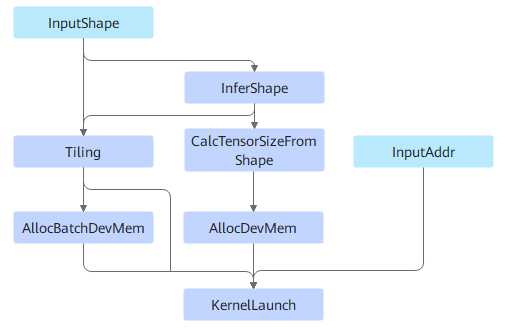 InputShape
InferShape
Tiling
CalcTensorSizeFrom
Shape
InputAddr
AllocBatchDevMem
AllocDevMem
KernelLaunch